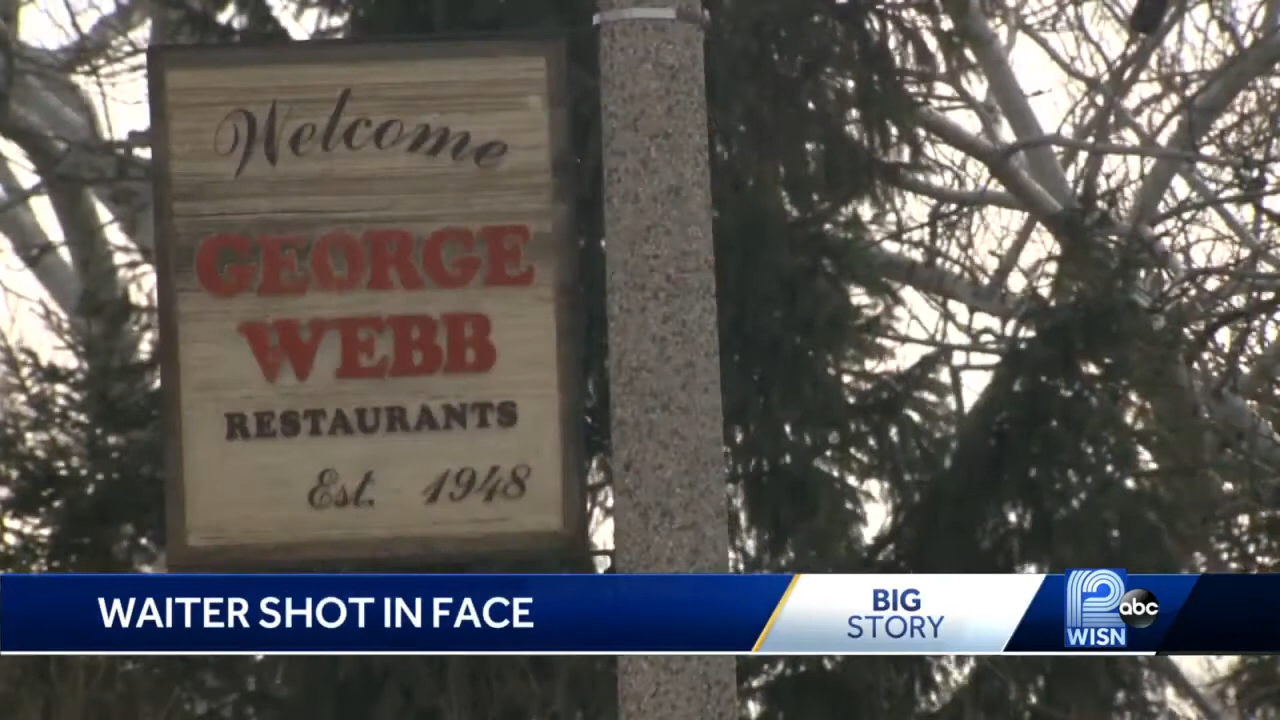 Welcome
GEORGE
WEBB
RESTAURANTS
Est. 1948
WAITER SHOT IN FACE
BIG
STORY
12
abc
WISN